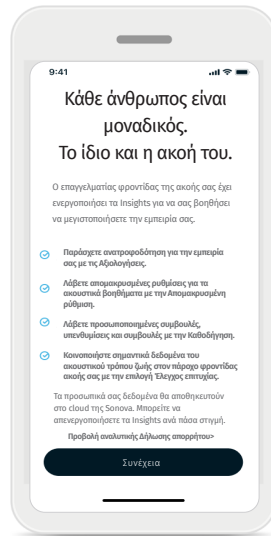 9:41
Κάθε άνθρωπος είναι
μοναδικός.
Το ίδιο και η ακοή του.
Ο επαγγελματίας φροντίδας της ακοής σας έχει
ενεργοποιήσει τα Insights για να σας βοηθήσει
να μεγιστοποιήσετε την εμπειρία σας.
Παράσχετε ανατροφοδότηση για την εμπειρία
σας με τις Αξιολογήσεις.
Λάβετε απομακρυσμένες ρυθμίσεις για τα
ακουστικά βοηθήματα με την Απομακρυσμένη
ρύθμιση.
Λάβετε προσωποποιημένες συμβουλές,
υπενθυμίσεις και συμβουλές με την Καθοδήγηση.
Κοινοποιήστε σημαντικά δεδομένα του
ακουστικού τρόπου ζωής στον πάροχο φροντίδας
ακοής σας με την επιλογή Έλεγχος επιτυχίας.
Τα προσωπικά σας δεδομένα θα αποθηκευτούν
στο cloud της Sonova. Μπορείτε να
απενεργοποιήσετε τα Insights ανά πάσα στιγμή.
Προβολή αναλυτικής Δήλωσης απορρήτου>
Συνέχεια